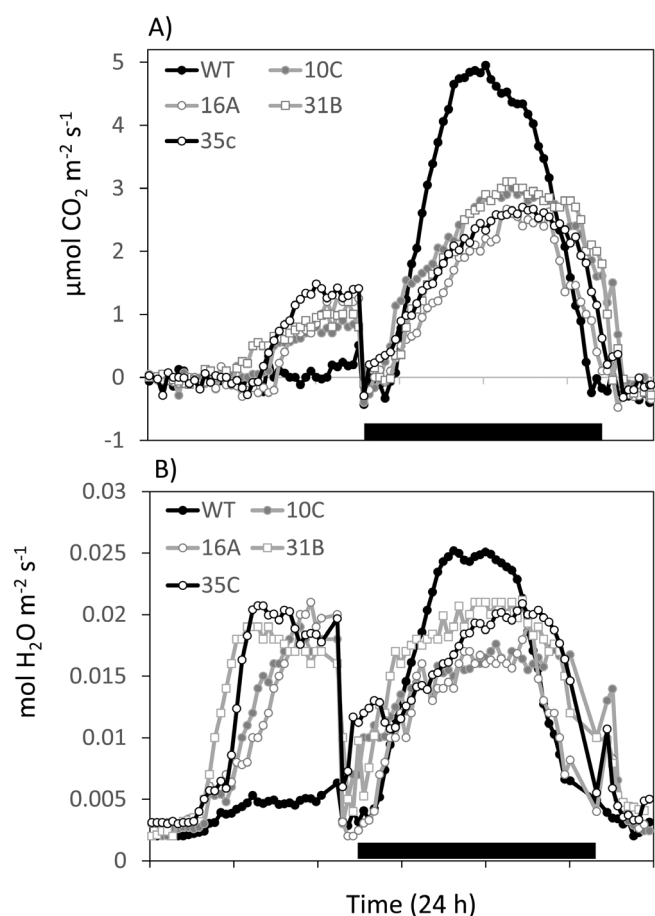 A)
5
4
3
2
1
0
-1
μmol CO₂ m⁻² s⁻¹
WT 10C
16A 31B
35c
B)
0.03
0.025
0.02
0.015
0.01
0.005
0
mol H₂O m⁻² s⁻¹
WT 10C
16A 31B
35C
Time (24 h)